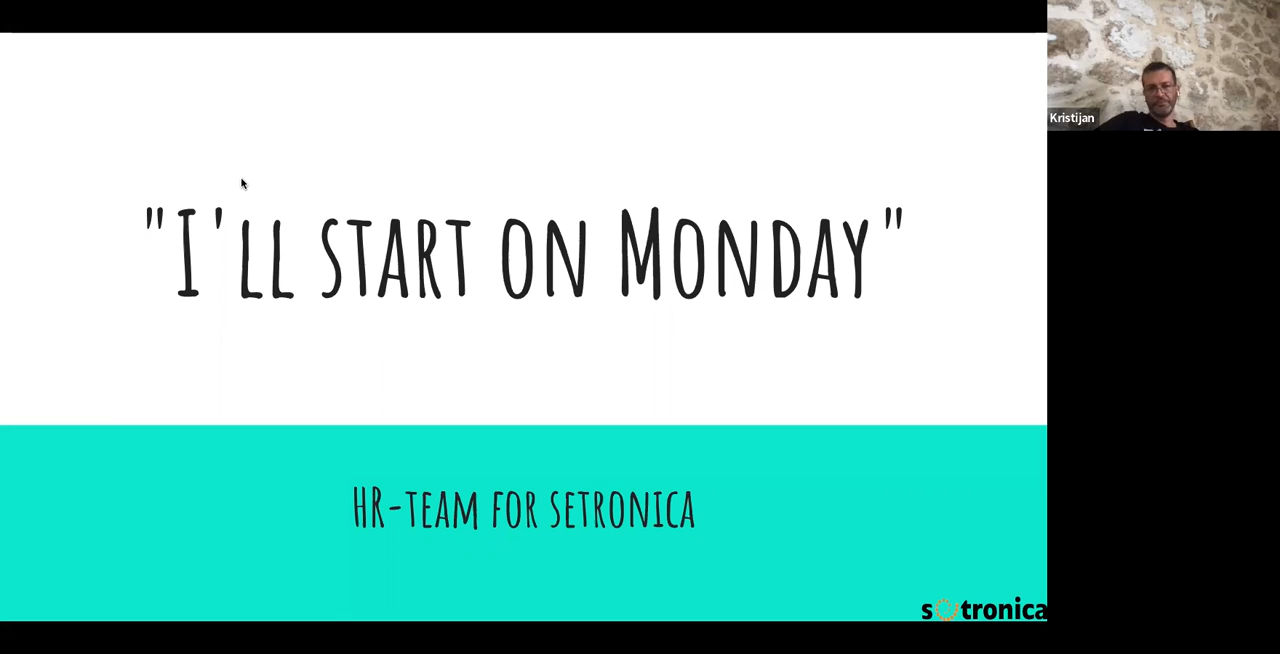 "I'll start on Monday"
HR-team for setronica
setronica
Kristijan